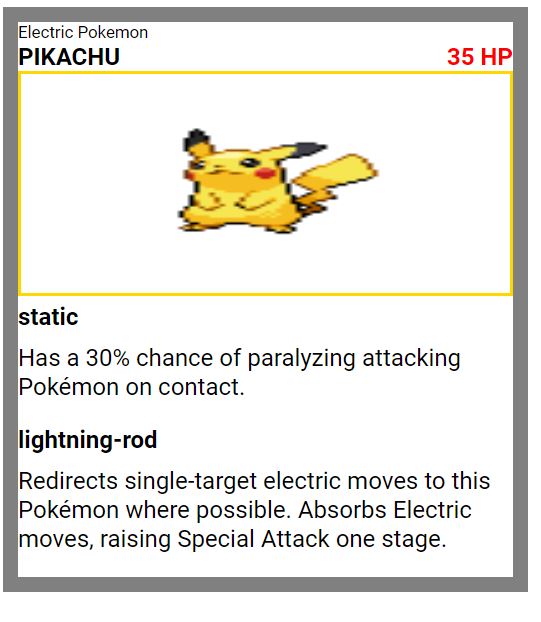 Electric Pokemon
PIKACHU 35 HP
static
Has a 30% chance of paralyzing attacking
Pokémon on contact.
lightning-rod
Redirects single-target electric moves to this
Pokémon where possible. Absorbs Electric
moves, raising Special Attack one stage.